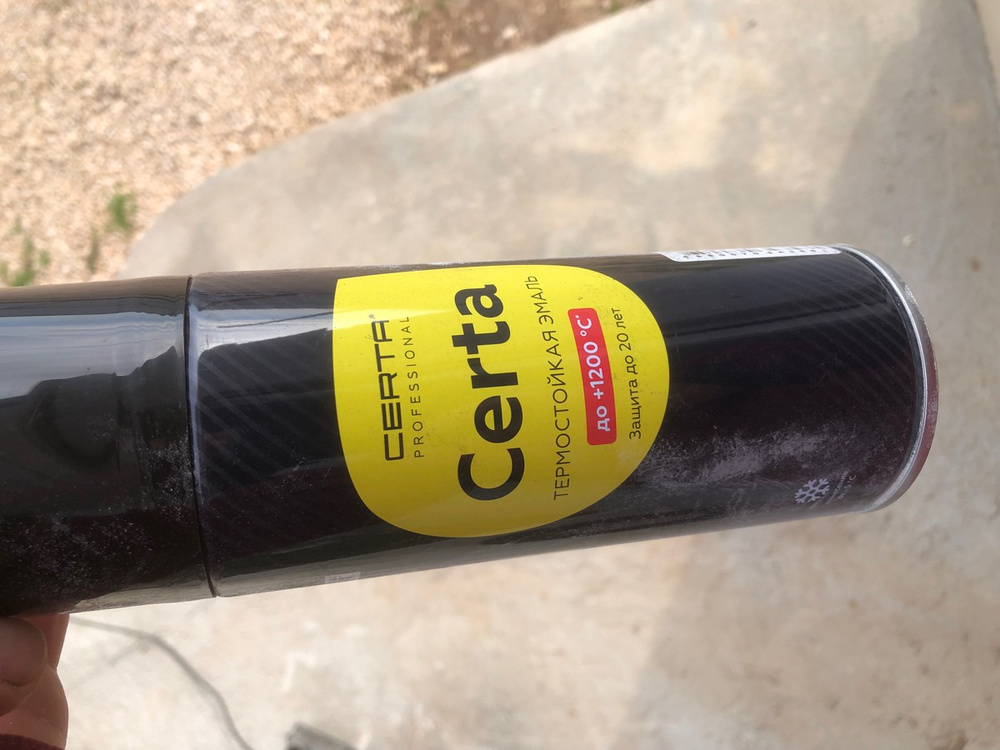 CERTA®
PROFESSIONAL
Certa
ТЕРМОСТОЙКАЯ ЭМАЛЬ
до +1200 °С*
Защита до 20 лет